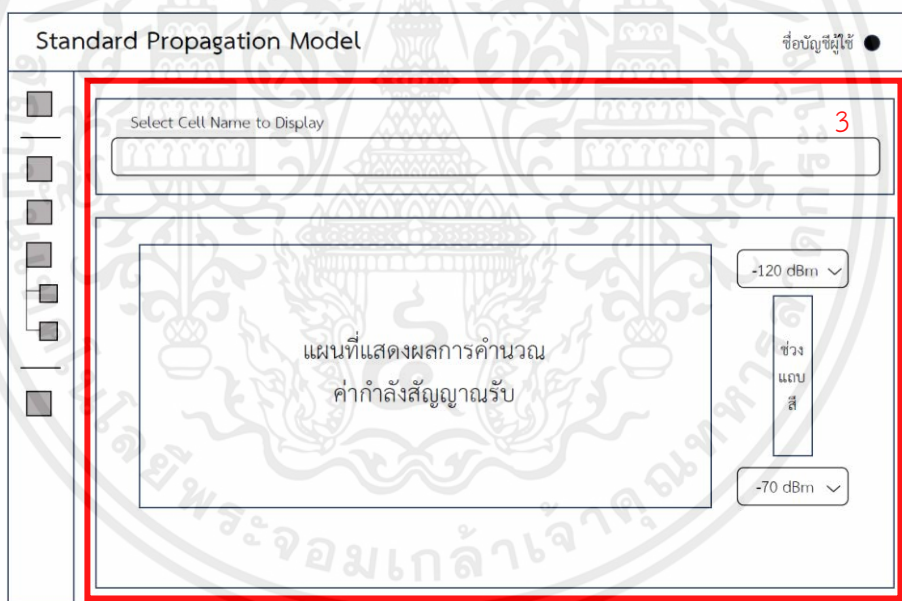 Standard Propagation Model
ชื่อบัญชีผู้ใช้
3
Select Cell Name to Display
-120 dBm
แผนที่แสดงผลการคำนวณ
ค่ากำลังสัญญาณรับ
ช่วง
แถบ
สี
-70 dBm